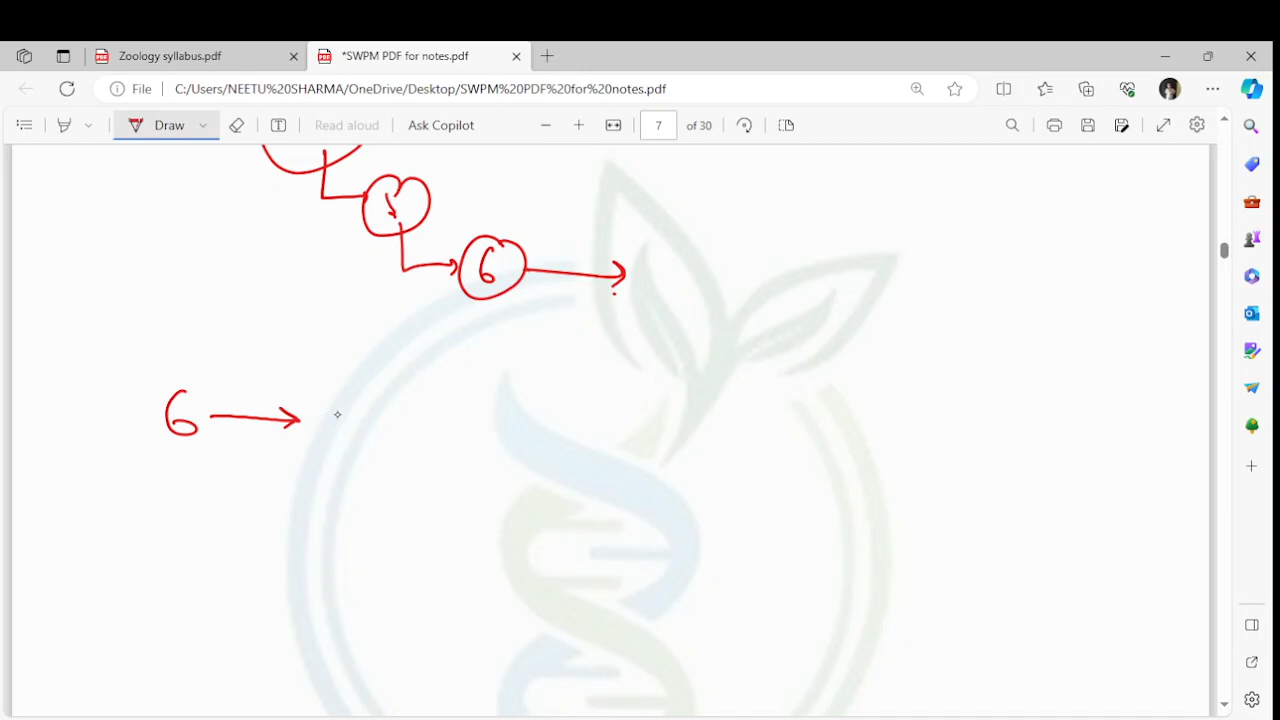 Zoology syllabus.pdf
*SWPM PDF for notes.pdf
File
C:/Users/NEETU%20SHARMA/OneDrive/Desktop/SWPM%20PDF%20for%20notes.pdf
Draw
Read aloud
Ask Copilot
7
of 30
6
6